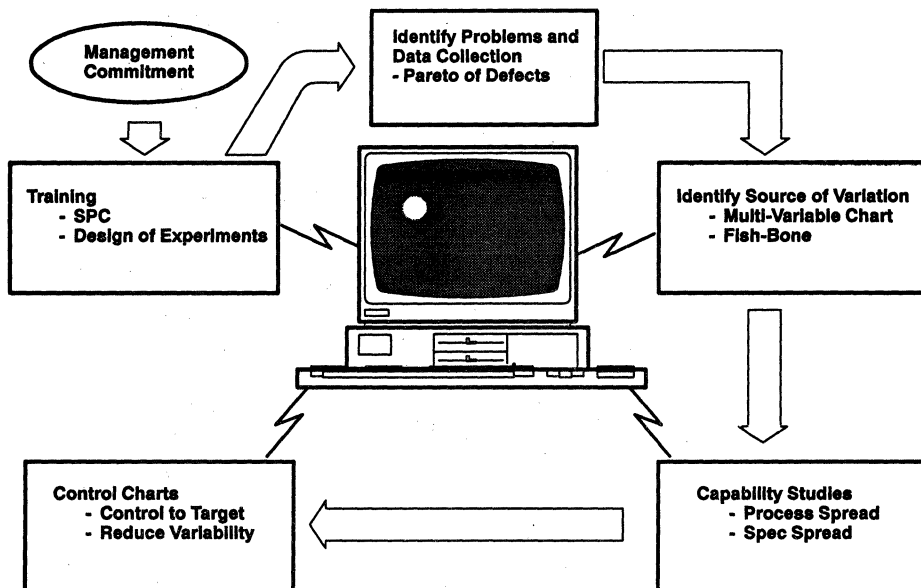 Management
Commitment
Identify Problems and
Data Collection
- Pareto of Defects
Training
- SPC
- Design of Experiments
Identify Source of Variation
- Multi-Variable Chart
- Fish-Bone
Control Charts
- Control to Target
- Reduce Variability
Capability Studies
- Process Spread
- Spec Spread